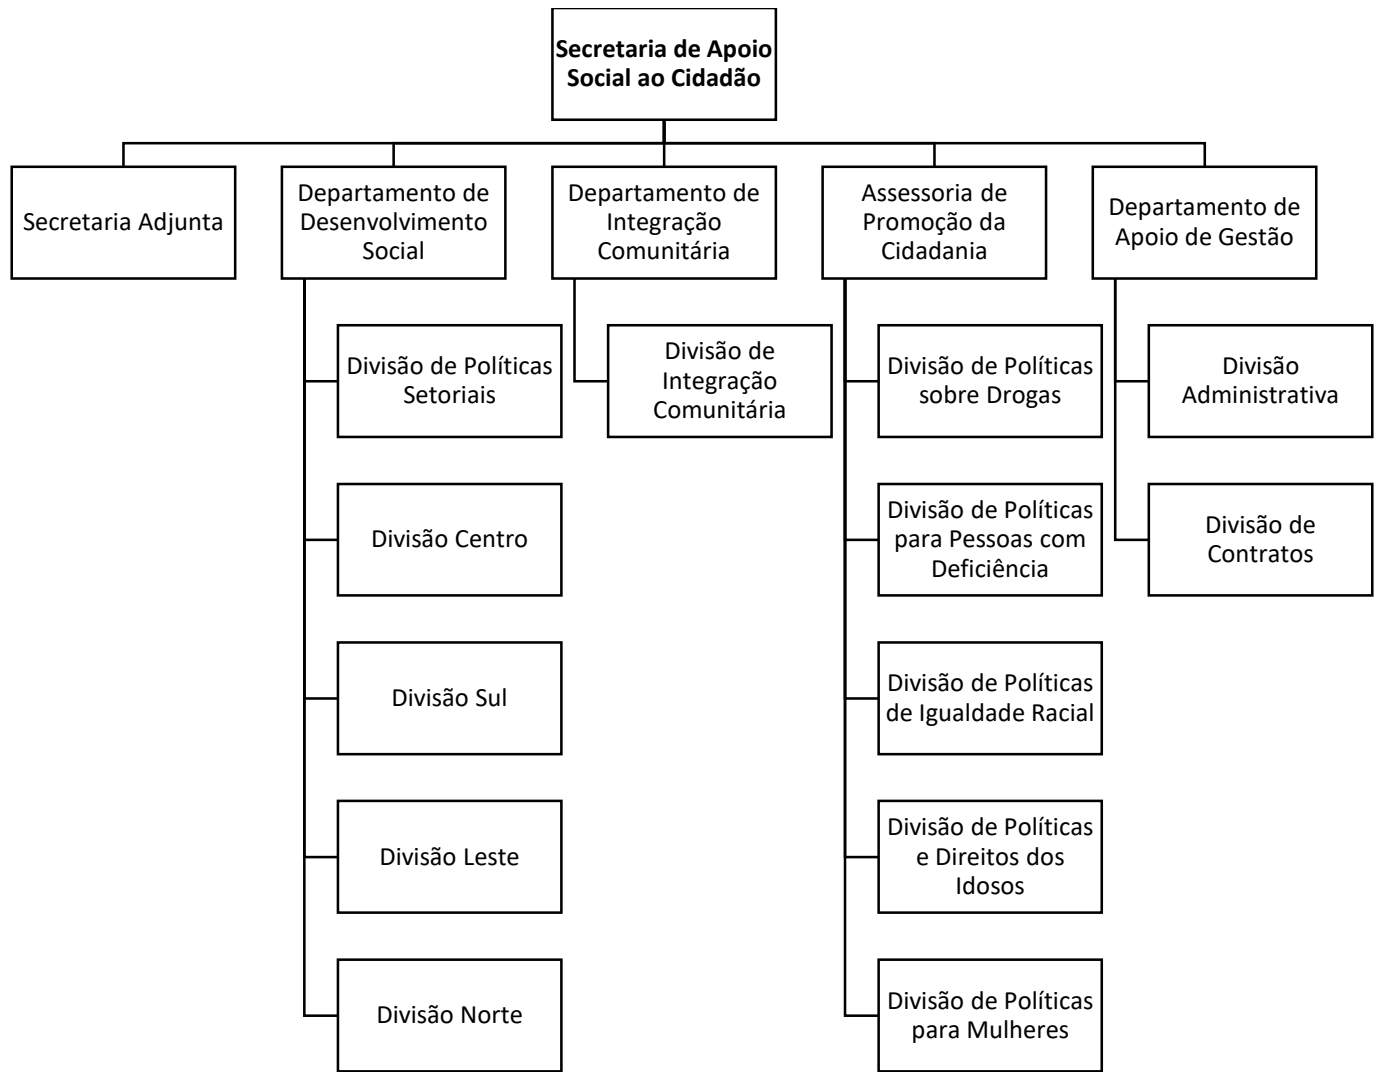 Secretaria de Apoio
Social ao Cidadão
Secretaria Adjunta
Departamento de
Desenvolvimento
Social
Departamento de
Integração
Comunitária
Assessoria de
Promoção da
Cidadania
Departamento de
Apoio de Gestão
Divisão de Políticas
Setoriais
Divisão de
Integração
Comunitária
Divisão de Políticas
sobre Drogas
Divisão
Administrativa
Divisão Centro
Divisão de Políticas
para Pessoas com
Deficiência
Divisão de
Contratos
Divisão Sul
Divisão de Políticas
de Igualdade Racial
Divisão Leste
Divisão de Políticas
e Direitos dos
Idosos
Divisão Norte
Divisão de Políticas
para Mulheres